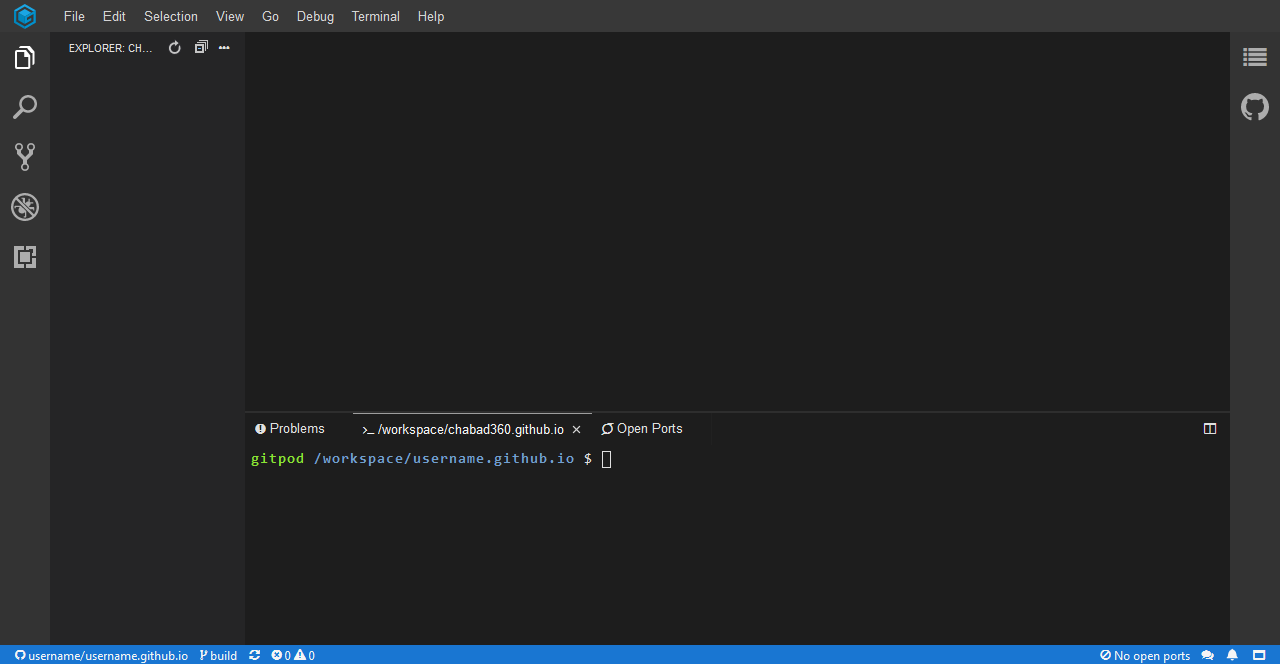 File Edit Selection View Go Debug Terminal Help
EXPLORER: CH...
Problems >_ /workspace/chabad360.github.io × Open Ports
gitpod /workspace/username.github.io $
username/username.github.io build 0 0 No open ports